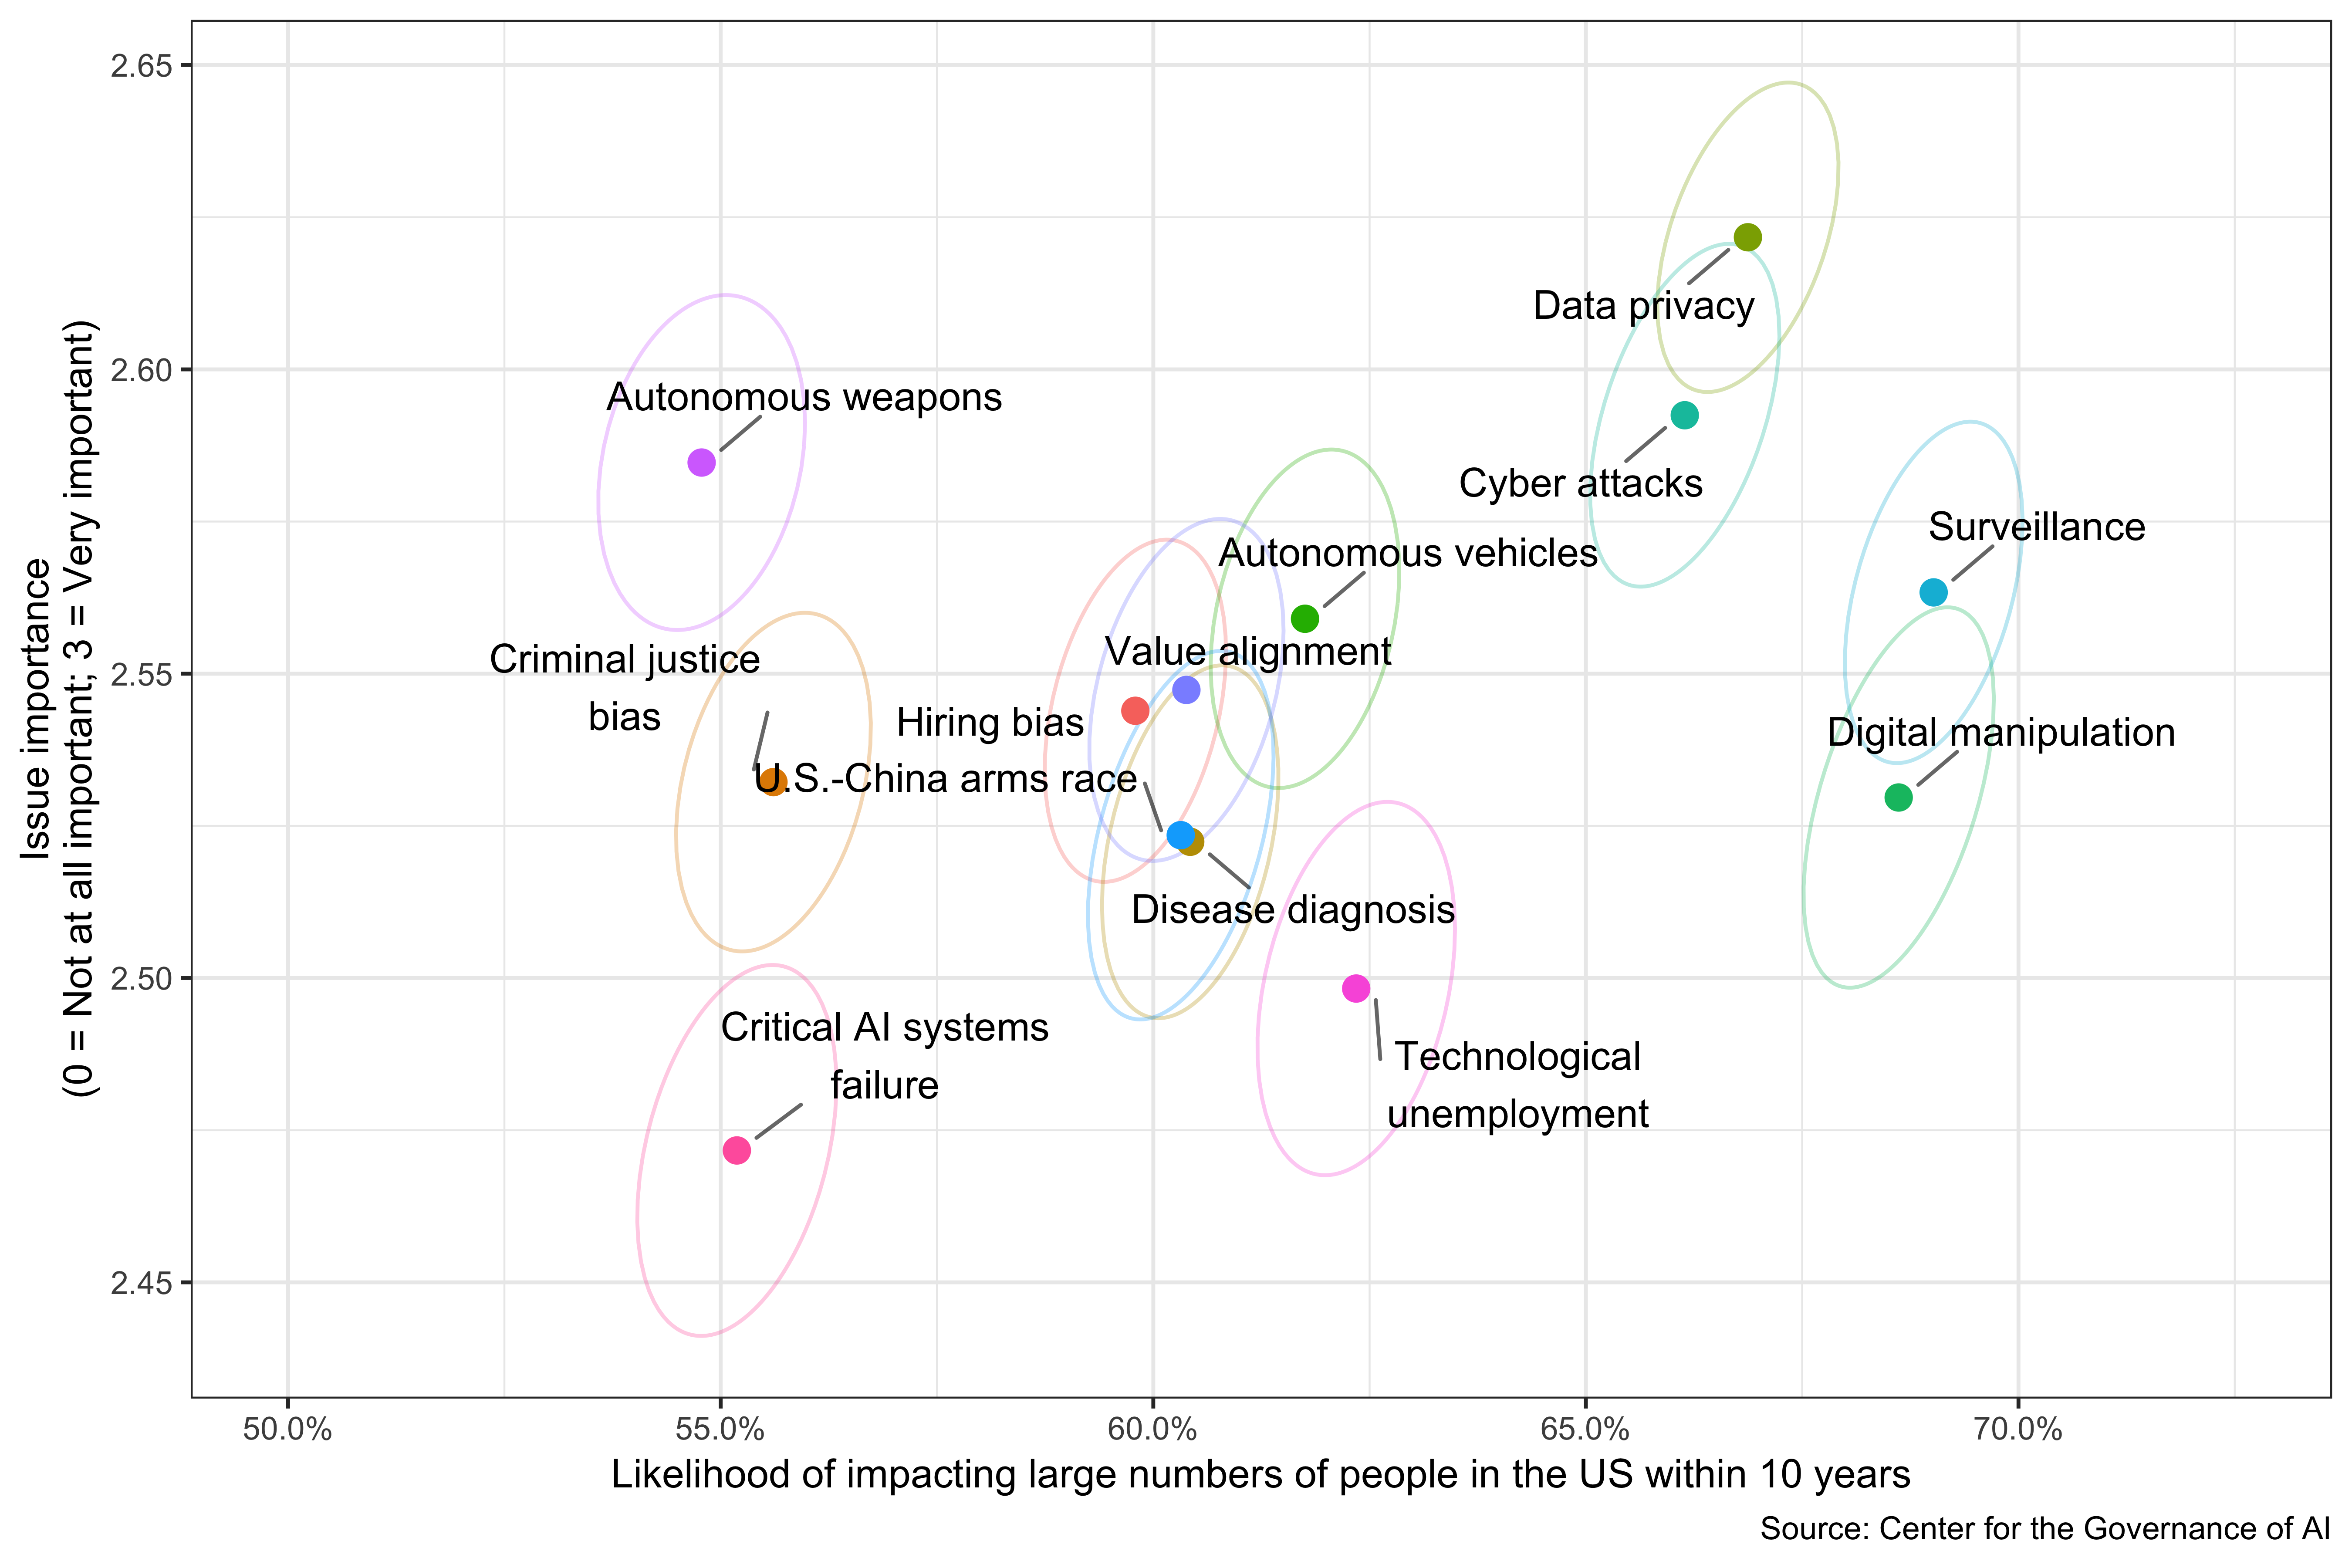 2.65
2.60
2.55
2.50
2.45
Issue importance
(0 = Not at all important; 3 = Very important)
Data privacy
Autonomous weapons
Cyber attacks
Surveillance
Autonomous vehicles
Value alignment
Criminal justice
bias
Hiring bias
Digital manipulation
U.S.-China arms race
Disease diagnosis
Critical AI systems
failure
Technological
unemployment
50.0%
55.0%
60.0%
65.0%
70.0%
Likelihood of impacting large numbers of people in the US within 10 years
Source: Center for the Governance of AI